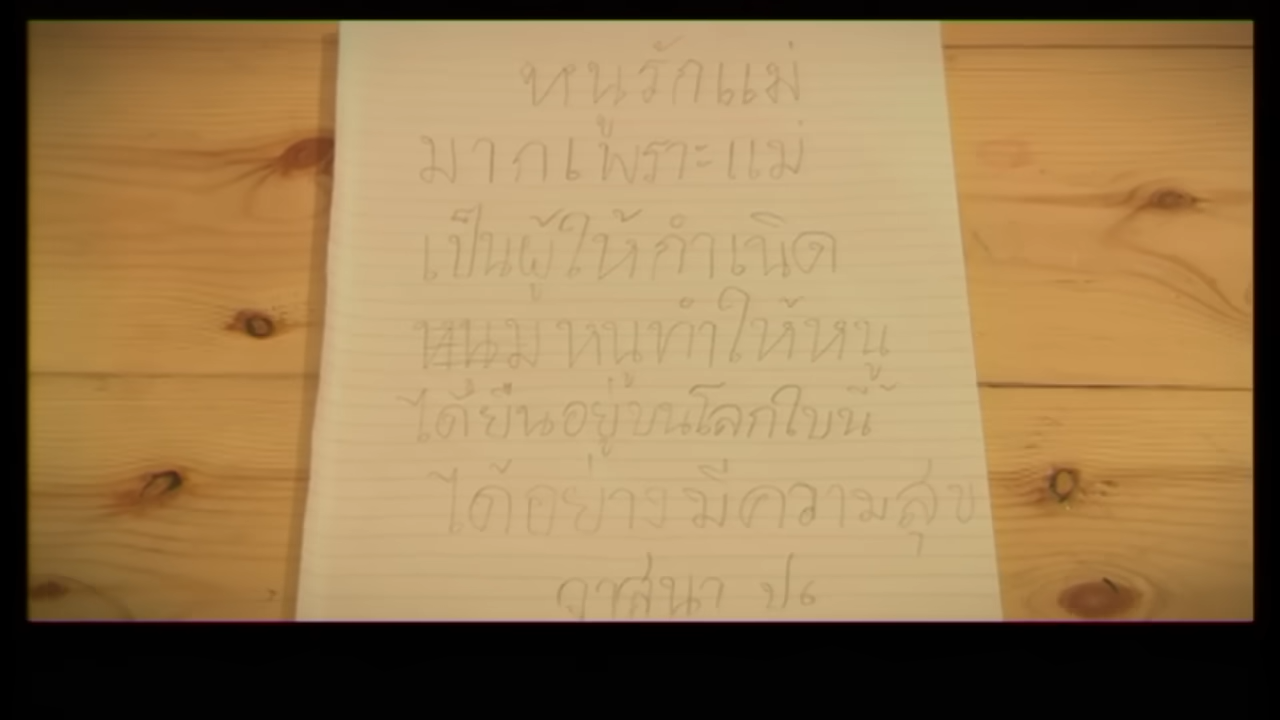 หนูรักแม่
มากเพราะแม่
เป็นผู้ให้กำเนิด
หนูทำให้หนู
ได้ยืนอยู่บนโลกใบนี้
ได้อย่างมีความสุข
วาสนา ป6